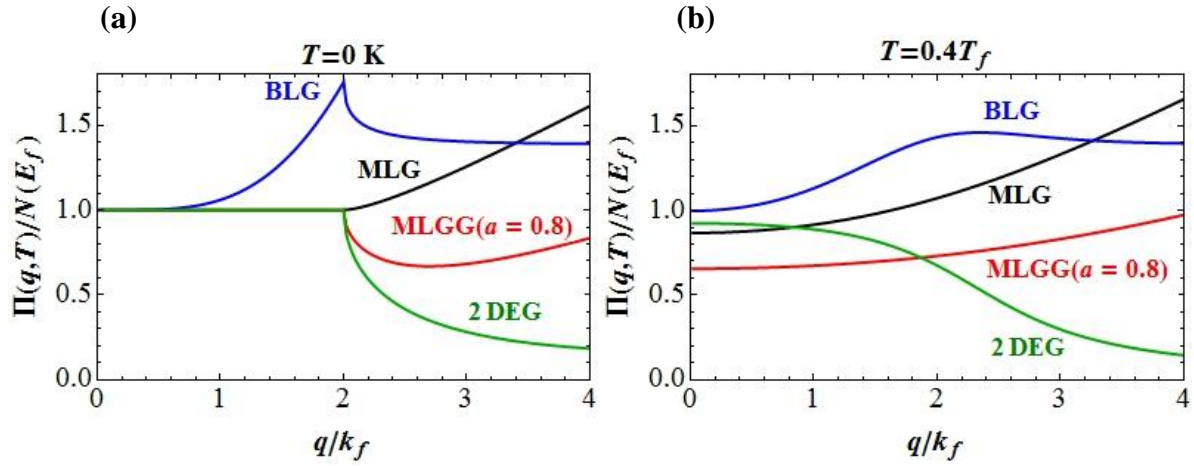 (a)
T=0 K
BLG
MLG
MLGG(a = 0.8)
2 DEG
Π(q,T)/N(E_f)
1.5
1.0
0.5
0.0
0 1 2 3 4
q/k_f
(b)
T=0.4T_f
BLG
MLG
MLGG(a = 0.8)
2 DEG
Π(q,T)/N(E_f)
1.5
1.0
0.5
0.0
0 1 2 3 4
q/k_f